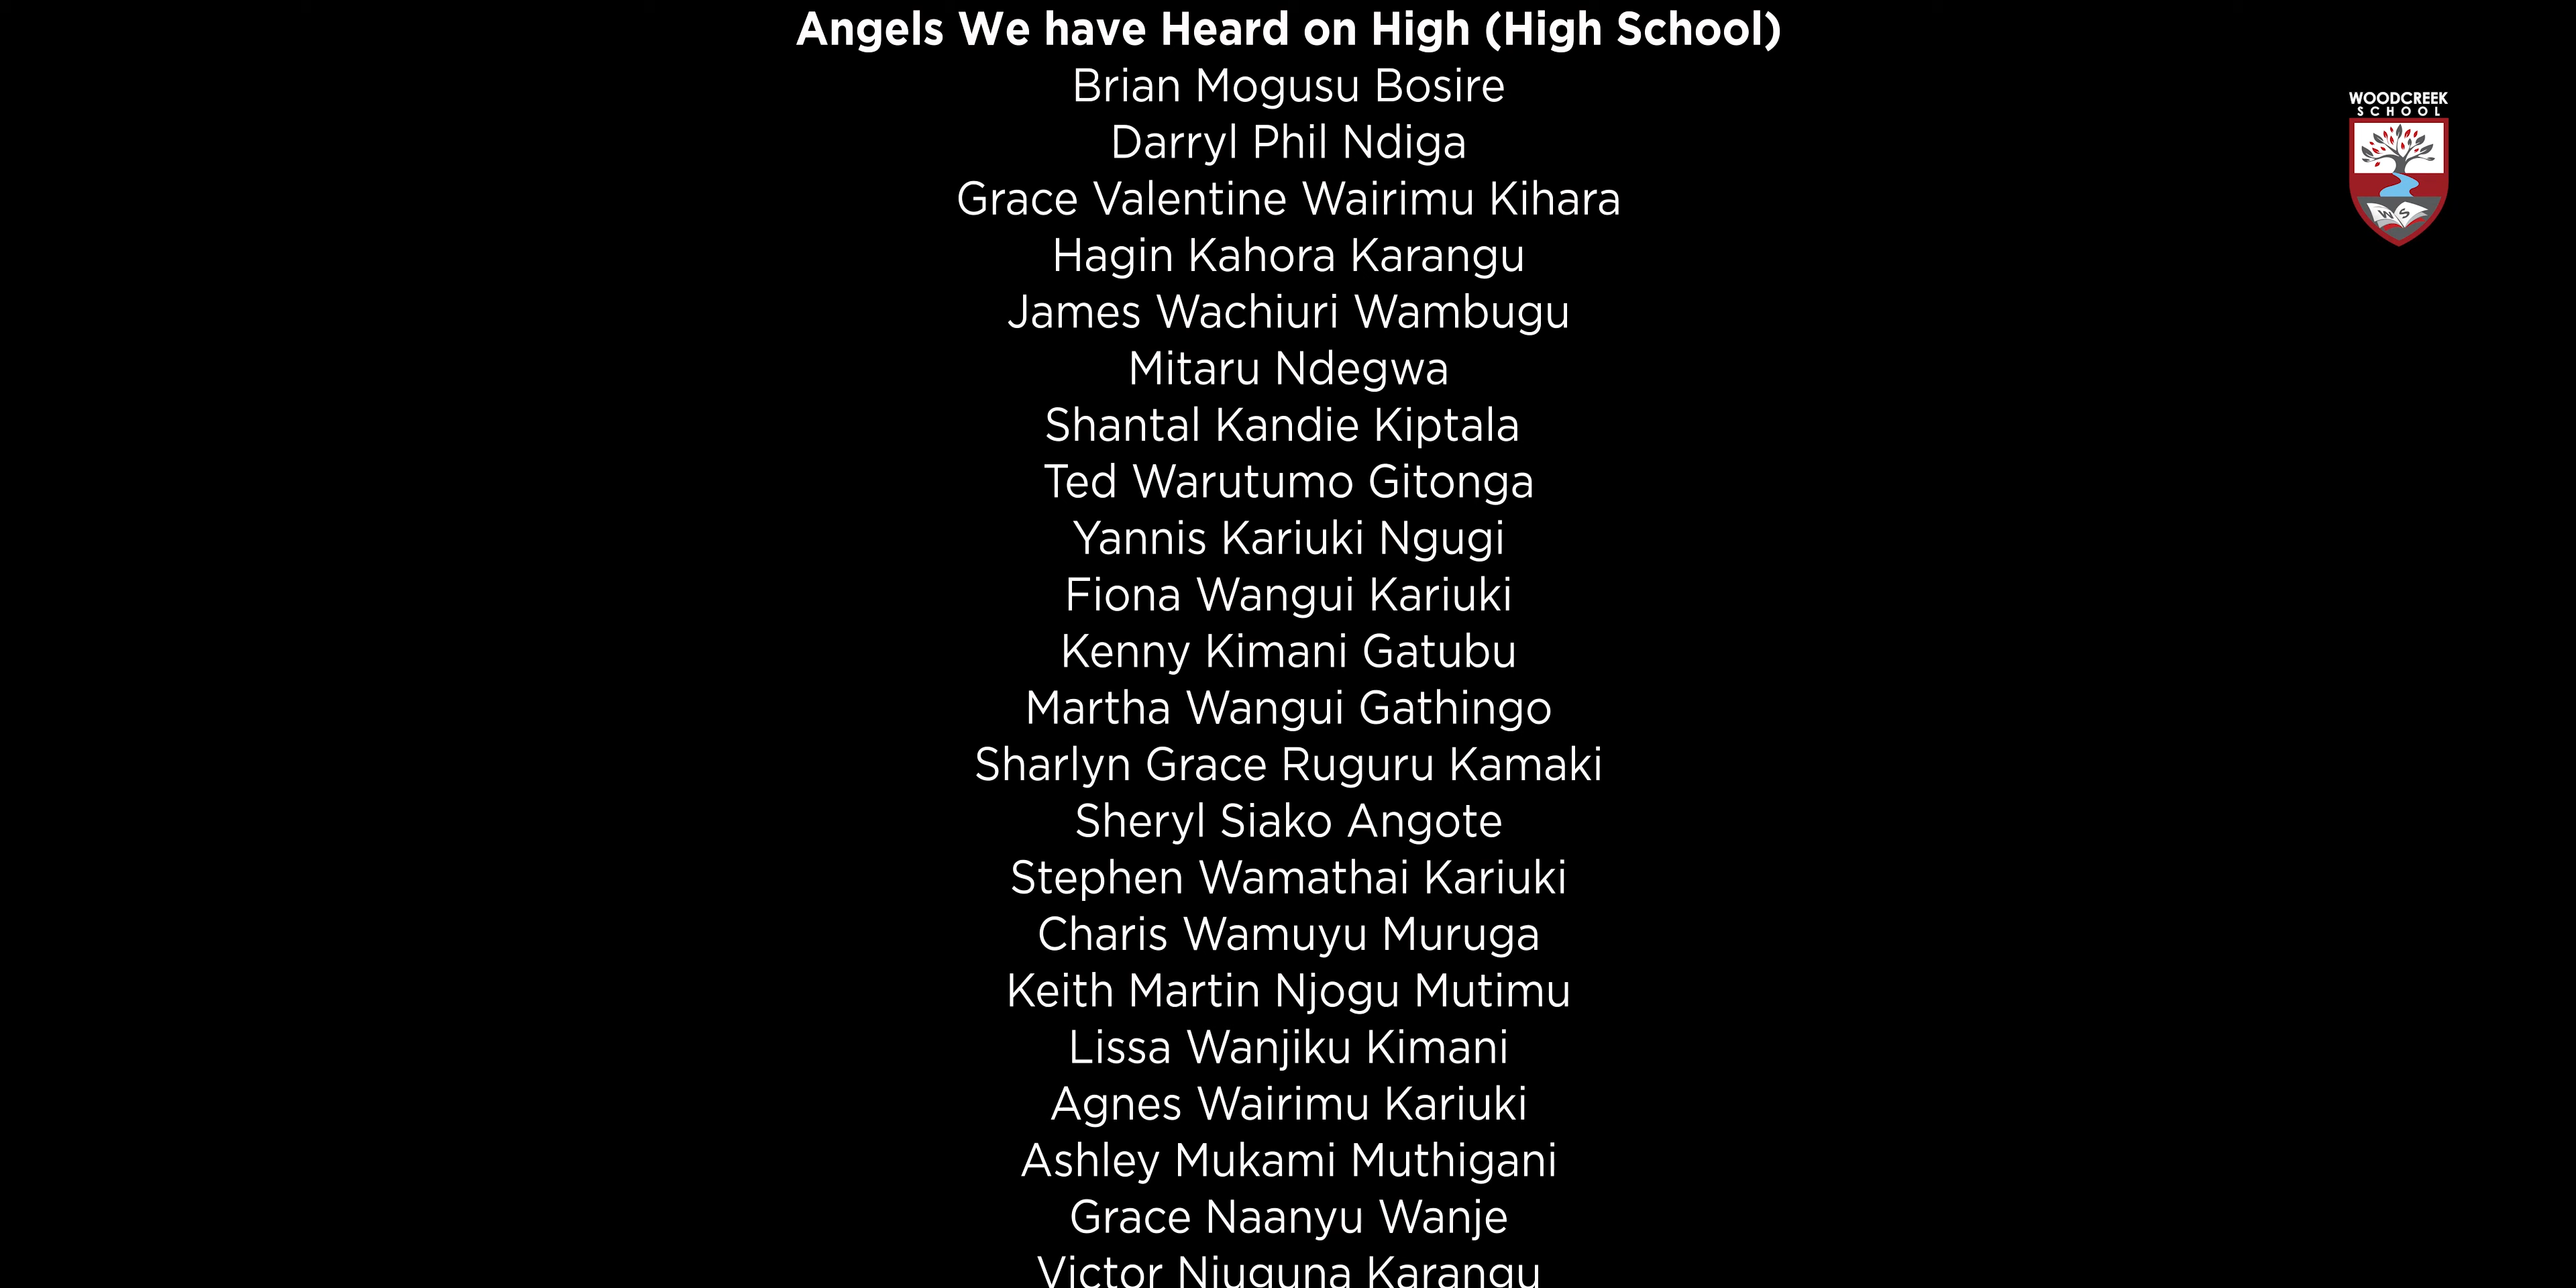 Angels We have Heard on High (High School)
Brian Mogusu Bosire
WOODCREEK
SCHOOL
Darryl Phil Ndiga
Grace Valentine Wairimu Kihara
W S
Hagin Kahora Karangu
James Wachiuri Wambugu
Mitaru Ndegwa
Shantal Kandie Kiptala
Ted Warutumo Gitonga
Yannis Kariuki Ngugi
Fiona Wangui Kariuki
Kenny Kimani Gatubu
Martha Wangui Gathingo
Sharlyn Grace Ruguru Kamaki
Sheryl Siako Angote
Stephen Wamathai Kariuki
Charis Wamuyu Muruga
Keith Martin Njogu Mutimu
Lissa Wanjiku Kimani
Agnes Wairimu Kariuki
Ashley Mukami Muthigani
Grace Naanyu Wanje
Victor Njuguna Karangu